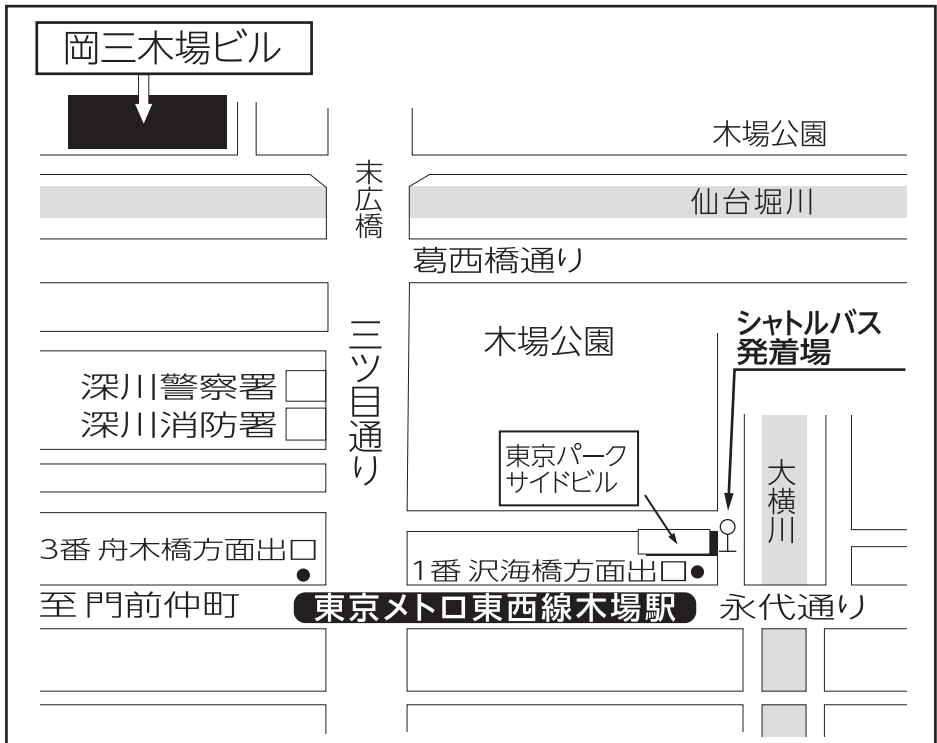 岡三木場ビル
木場公園
末広橋
仙台堀川
葛西橋通り
三ツ目通り
木場公園
シャトルバス
発着場
深川警察署
深川消防署
東京パーク
サイドビル
大横川
3番 舟木橋方面出口
1番 沢海橋方面出口
至 門前仲町
東京メトロ東西線木場駅
永代通り